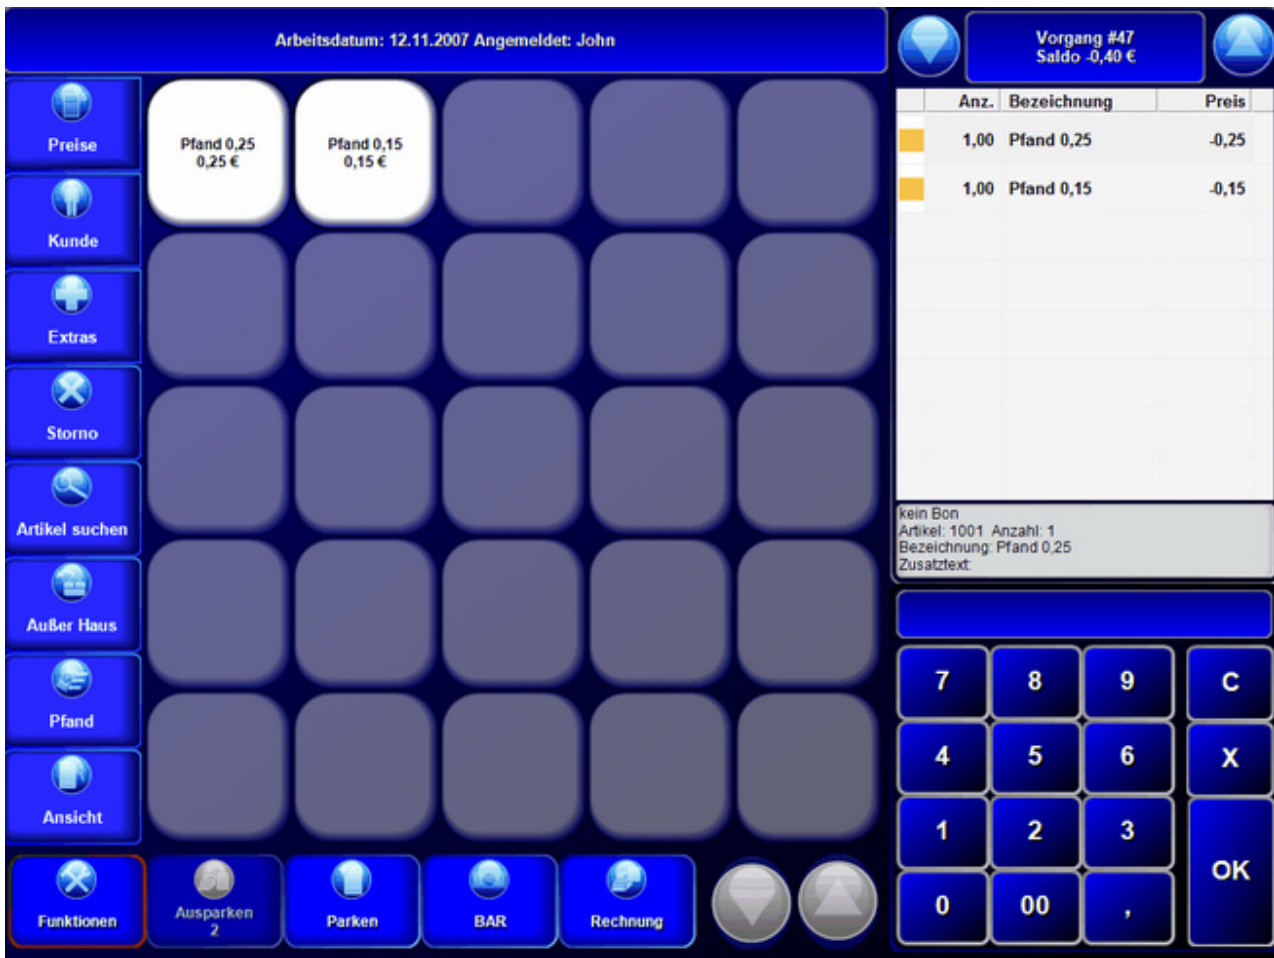 Arbeitsdatum: 12.11.2007 Angemeldet: John
Vorgang #47
Saldo -0,40 €
Preise
Kunde
Extras
Storno
Artikel suchen
Außer Haus
Pfand
Ansicht
Pfand 0,25
0,25 €
Pfand 0,15
0,15 €
Anz. Bezeichnung Preis
1,00 Pfand 0,25 -0,25
1,00 Pfand 0,15 -0,15
kein Bon
Artikel: 1001 Anzahl: 1
Bezeichnung: Pfand 0,25
Zusatztext:
7 8 9 C
4 5 6 X
1 2 3
OK
0 00 ,
Funktionen
Ausparken
2
Parken
BAR
Rechnung